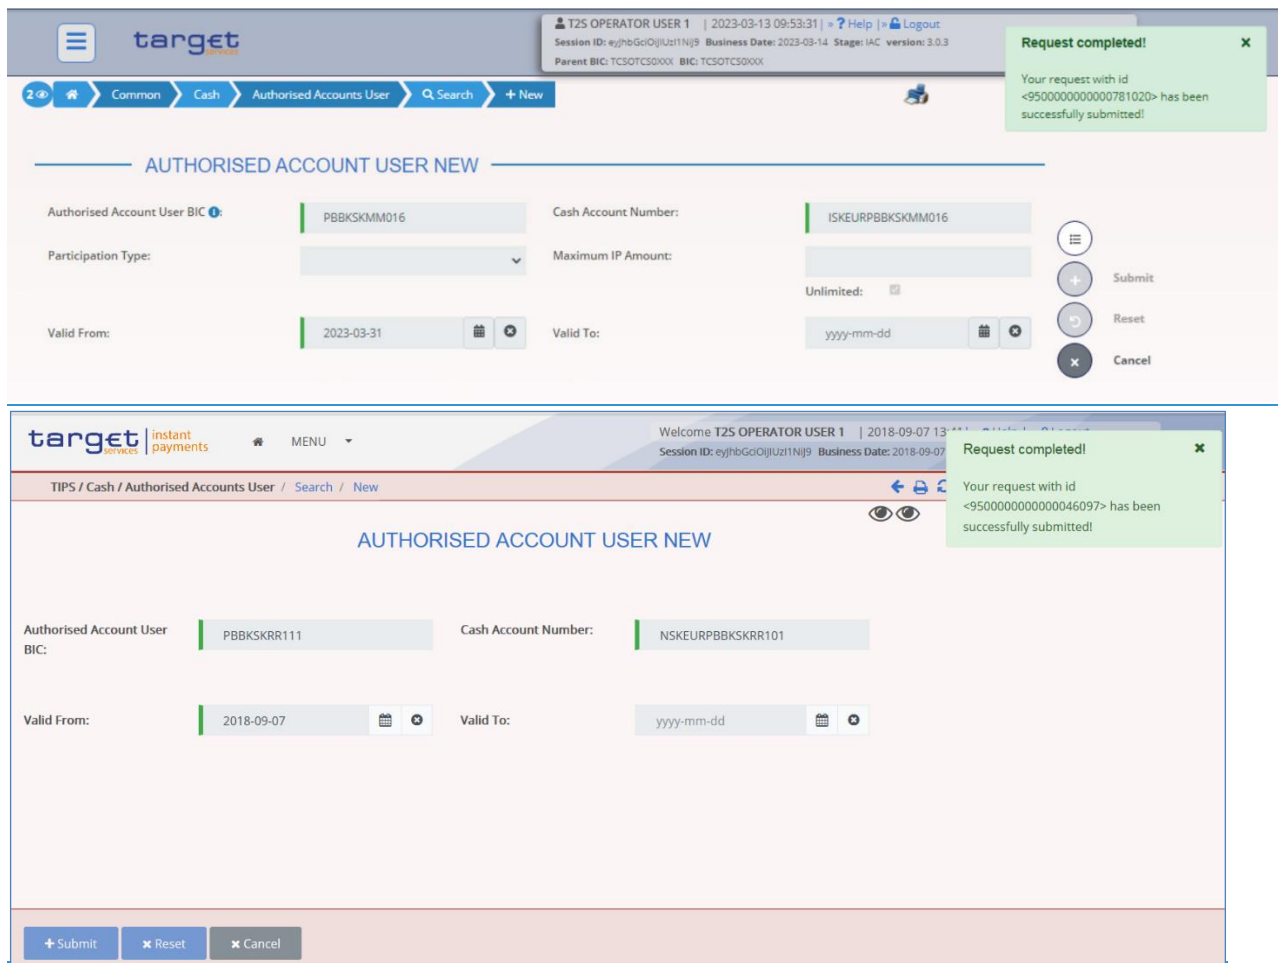 target
services
T2S OPERATOR USER 1 | 2023-03-13 09:53:31 | » ? Help | » Logout
Session ID: eyJhbGciOiJIUzI1NiJ9 Business Date: 2023-03-14 Stage: IAC version: 3.0.3
Parent BIC: TCSOTCS0XXX BIC: TCSOTCS0XXX
Request completed! ×
Your request with id
<9500000000000781020> has been
successfully submitted!
2 Common Cash Authorised Accounts User Search + New
AUTHORISED ACCOUNT USER NEW
Authorised Account User BIC : PBBKSKMM016 Cash Account Number: ISKEURPBBKSKMM016
Participation Type: Maximum IP Amount:
Unlimited:
Submit
Valid From: 2023-03-31 Valid To: yyyy-mm-dd
Reset
Cancel
target services | instant payments
MENU
Welcome T2S OPERATOR USER 1 | 2018-09-07
Session ID: eyJhbGciOiJIUzI1NiJ9 Business Date: 2018-09-07
Request completed! ×
Your request with id
<9500000000000046097> has been
successfully submitted!
TIPS / Cash / Authorised Accounts User / Search / New
AUTHORISED ACCOUNT USER NEW
Authorised Account User
BIC:
PBBKSKRR111
Cash Account Number: NSKEURPBBKSKRR101
Valid From: 2018-09-07 Valid To: yyyy-mm-dd
+ Submit × Reset × Cancel